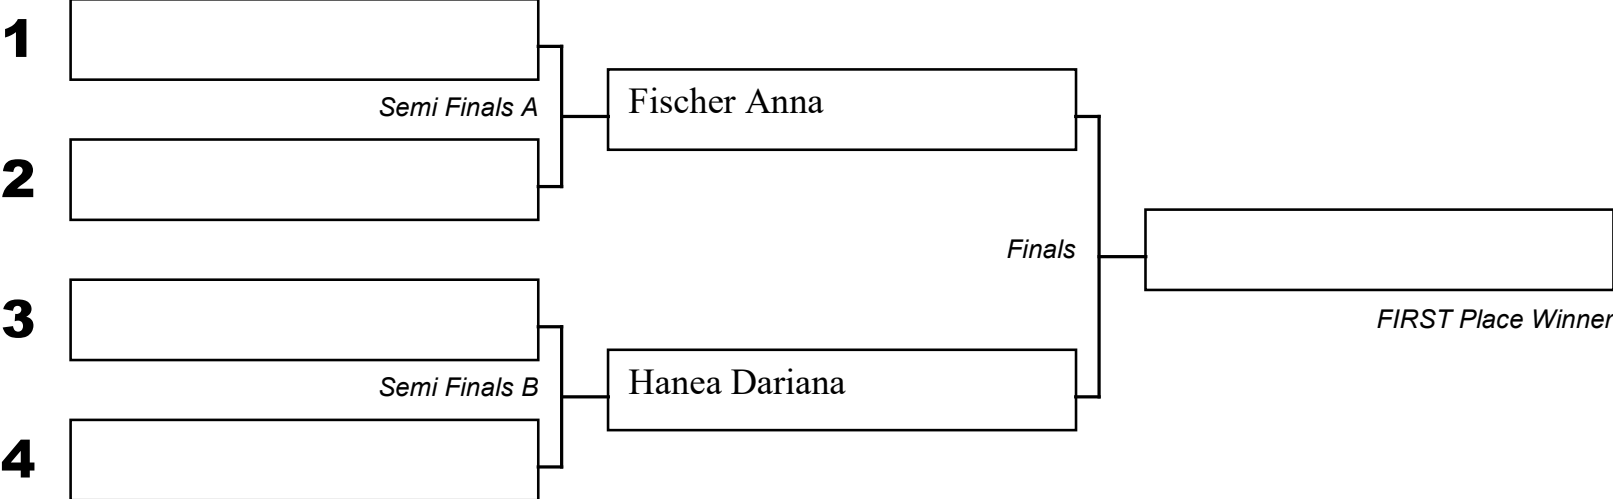 1
Semi Finals A
Fischer Anna
2
Finals
3
FIRST Place Winner
Semi Finals B
Hanea Dariana
4